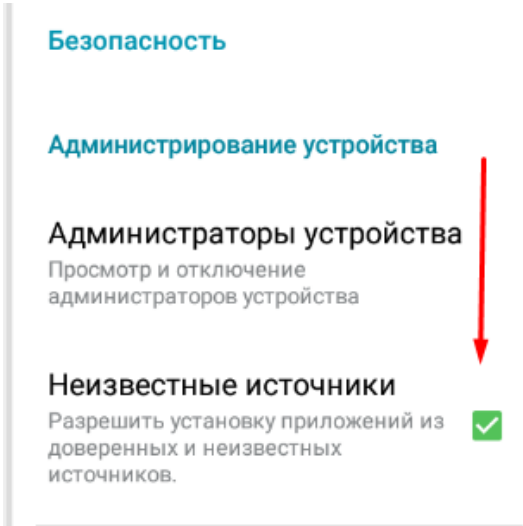 Безопасность
Администрирование устройства
Администраторы устройства
Просмотр и отключение
администраторов устройства
Неизвестные источники
Разрешить установку приложений из
доверенных и неизвестных
источников.